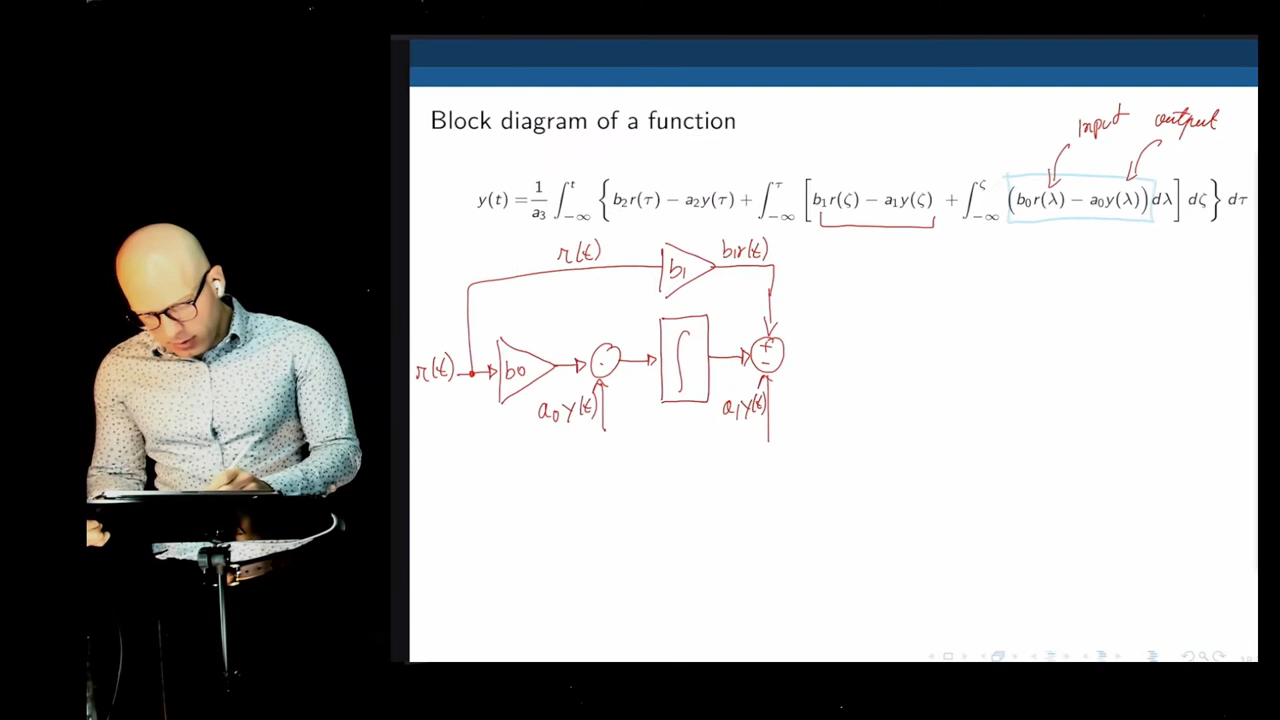 Block diagram of a function
input output
y(t) = 1/a₃ ∫_{-∞}^{t} { b₂r(τ) − a₂y(τ) + ∫_{-∞}^{τ} [ b₁r(ζ) − a₁y(ζ) + ∫_{-∞}^{ζ} (b₀r(λ) − a₀y(λ)) dλ ] dζ } dτ
r(t) b₁ b₁r(t)
r(t) b₀ - ∫ + -
a₀y(t) a₁y(t)